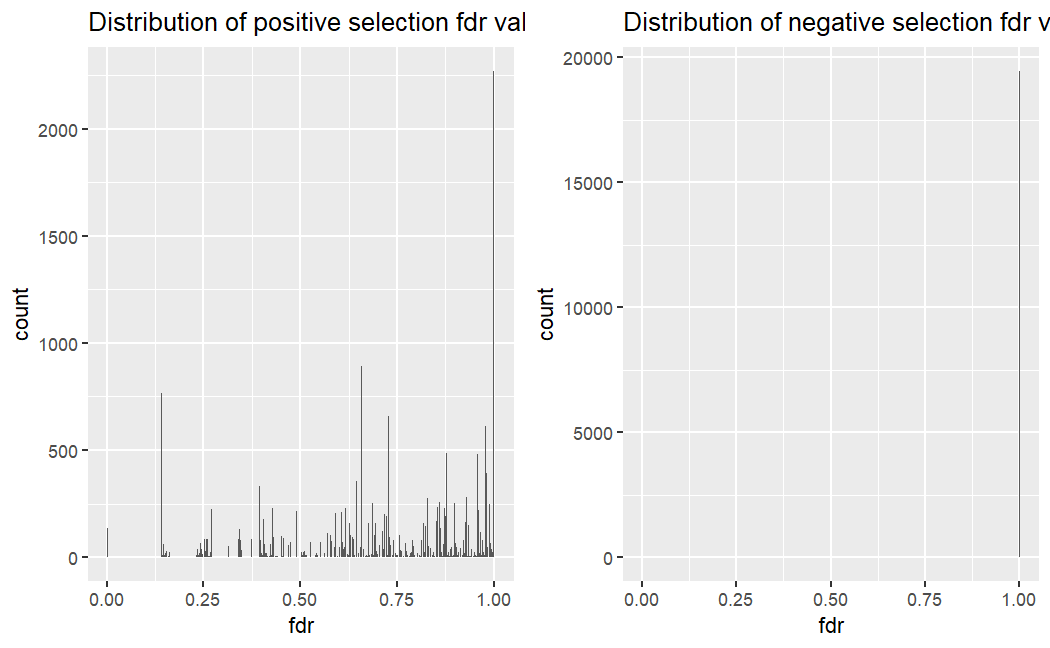 Distribution of positive selection fdr val
2000
1500
1000
500
0
count
0.00 0.25 0.50 0.75 1.00
fdr
Distribution of negative selection fdr v
20000
15000
10000
5000
0
count
0.00 0.25 0.50 0.75 1.00
fdr